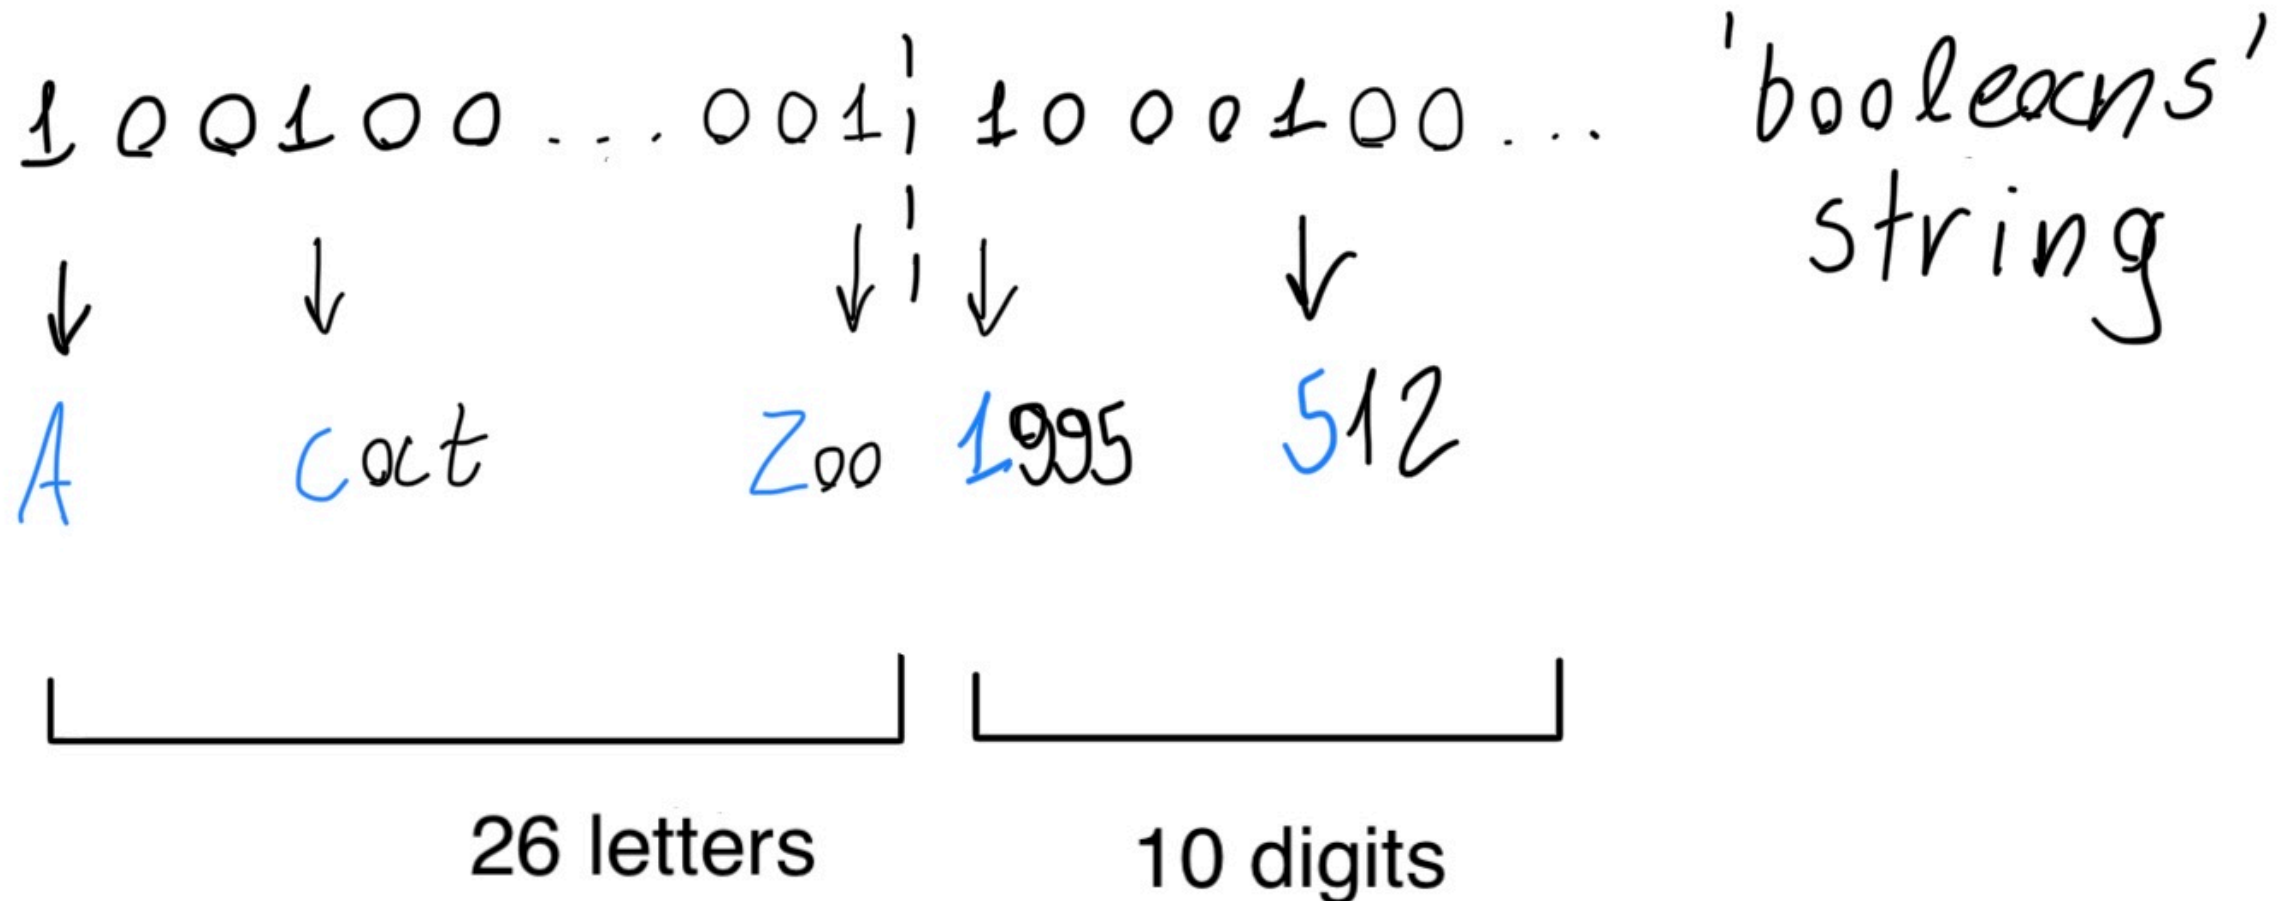 1 0 0 1 0 0 . . . 0 0 1 ¦ 1 0 0 0 1 0 0 . . . 'booleans'
string
A Cat Zoo 1995 512
26 letters 10 digits